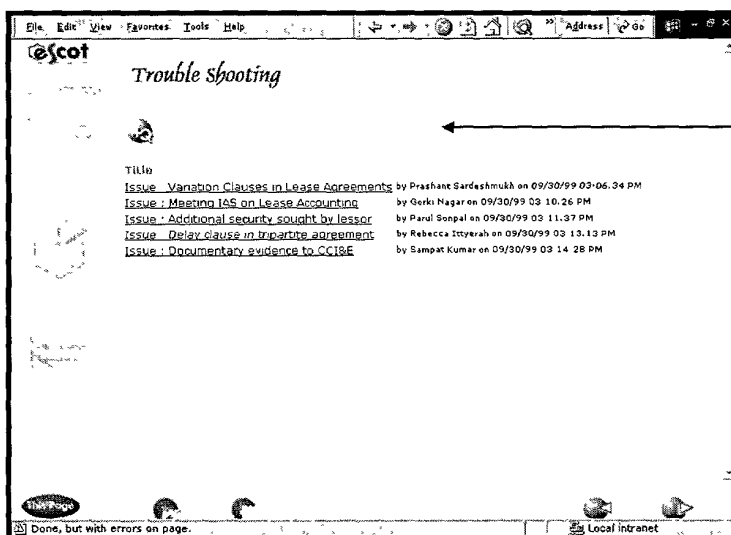 File Edit View Favorites Tools Help » Address Go
eScot
Trouble Shooting
Title
Issue Variation Clauses in Lease Agreements by Prashant Sardeshmukh on 09/30/99 03·06.34 PM
Issue : Meeting IAS on Lease Accounting by Gorki Nagar on 09/30/99 03 10.26 PM
Issue : Additional security sought by lessor by Parul Sonpal on 09/30/99 03 11.37 PM
Issue Delay clause in tripartite agreement by Rebecca Ittyerah on 09/30/99 03 13.13 PM
Issue : Documentary evidence to CCI&E by Sampat Kumar on 09/30/99 03 14 28 PM
Done, but with errors on page. Local intranet